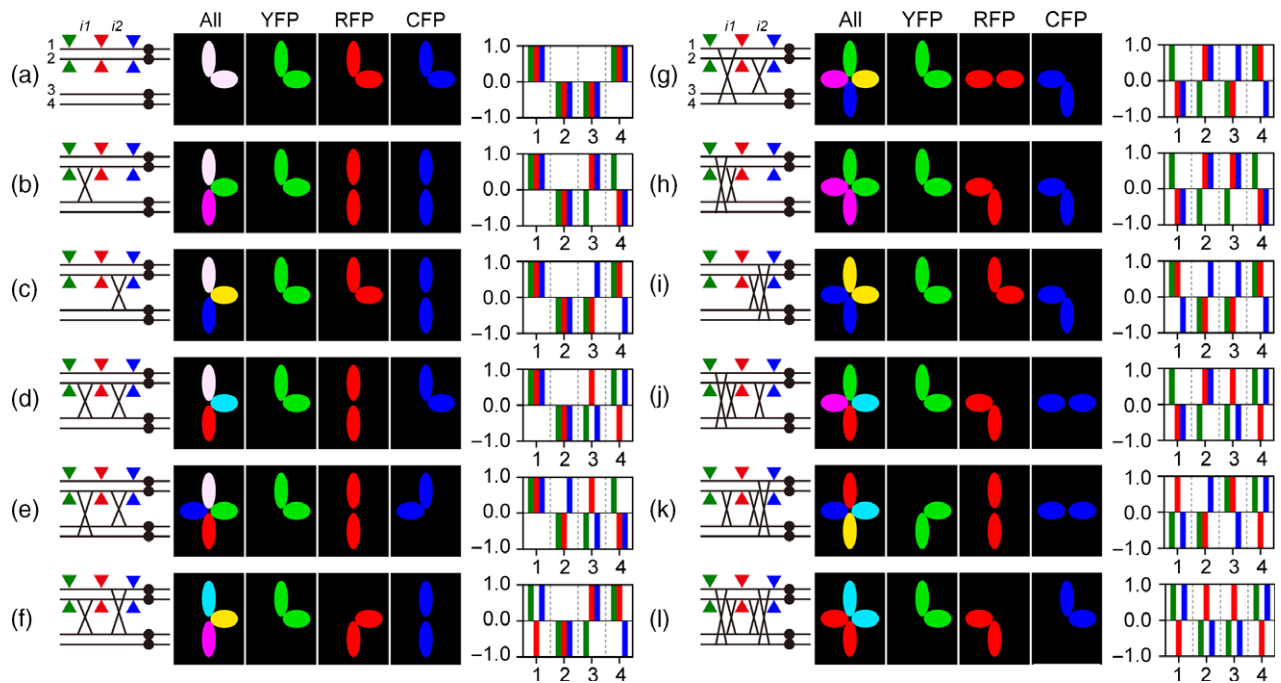 i1 i2 All YFP RFP CFP
(a) 1 2 3 4 1.0 0.0 −1.0 1 2 3 4
(b) 1.0 0.0 −1.0 1 2 3 4
(c) 1.0 0.0 −1.0 1 2 3 4
(d) 1.0 0.0 −1.0 1 2 3 4
(e) 1.0 0.0 −1.0 1 2 3 4
(f) 1.0 0.0 −1.0 1 2 3 4
i1 i2 All YFP RFP CFP
(g) 1 2 3 4 1.0 0.0 −1.0 1 2 3 4
(h) 1.0 0.0 −1.0 1 2 3 4
(i) 1.0 0.0 −1.0 1 2 3 4
(j) 1.0 0.0 −1.0 1 2 3 4
(k) 1.0 0.0 −1.0 1 2 3 4
(l) 1.0 0.0 −1.0 1 2 3 4